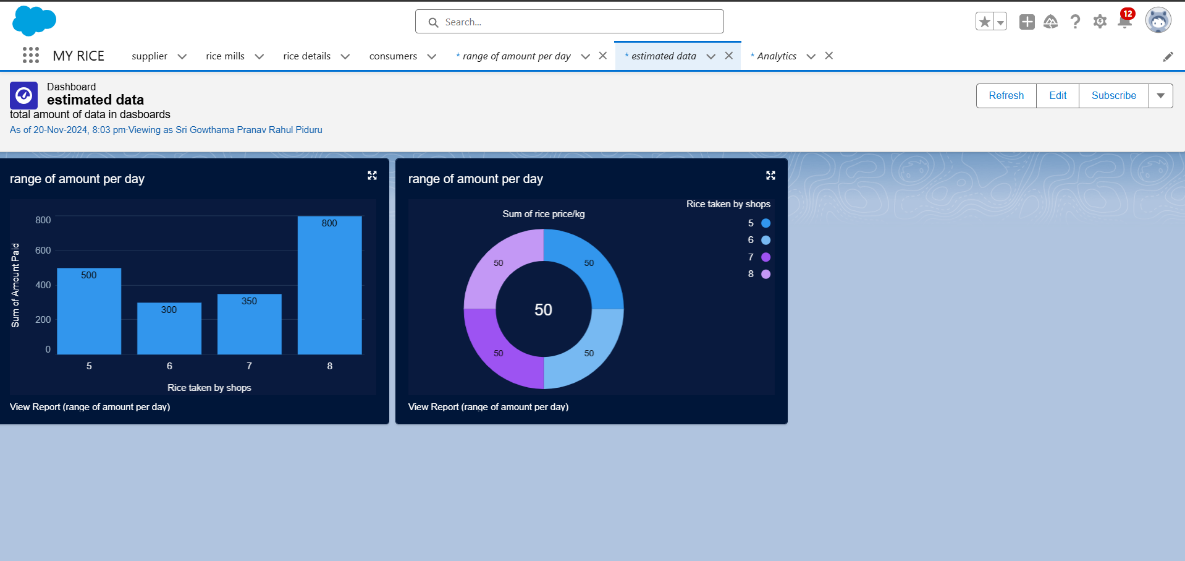 Search...
12
MY RICE
supplier
rice mills
rice details
consumers
* range of amount per day
* estimated data
* Analytics
Dashboard
estimated data
total amount of data in dasboards
As of 20-Nov-2024, 8:03 pm·Viewing as Sri Gowthama Pranav Rahul Piduru
Refresh
Edit
Subscribe
range of amount per day
Sum of Amount Paid
800
600
400
200
0
500
300
350
800
5
6
7
8
Rice taken by shops
View Report (range of amount per day)
range of amount per day
Rice taken by shops
Sum of rice price/kg
5
6
7
8
50
50
50
50
50
View Report (range of amount per day)